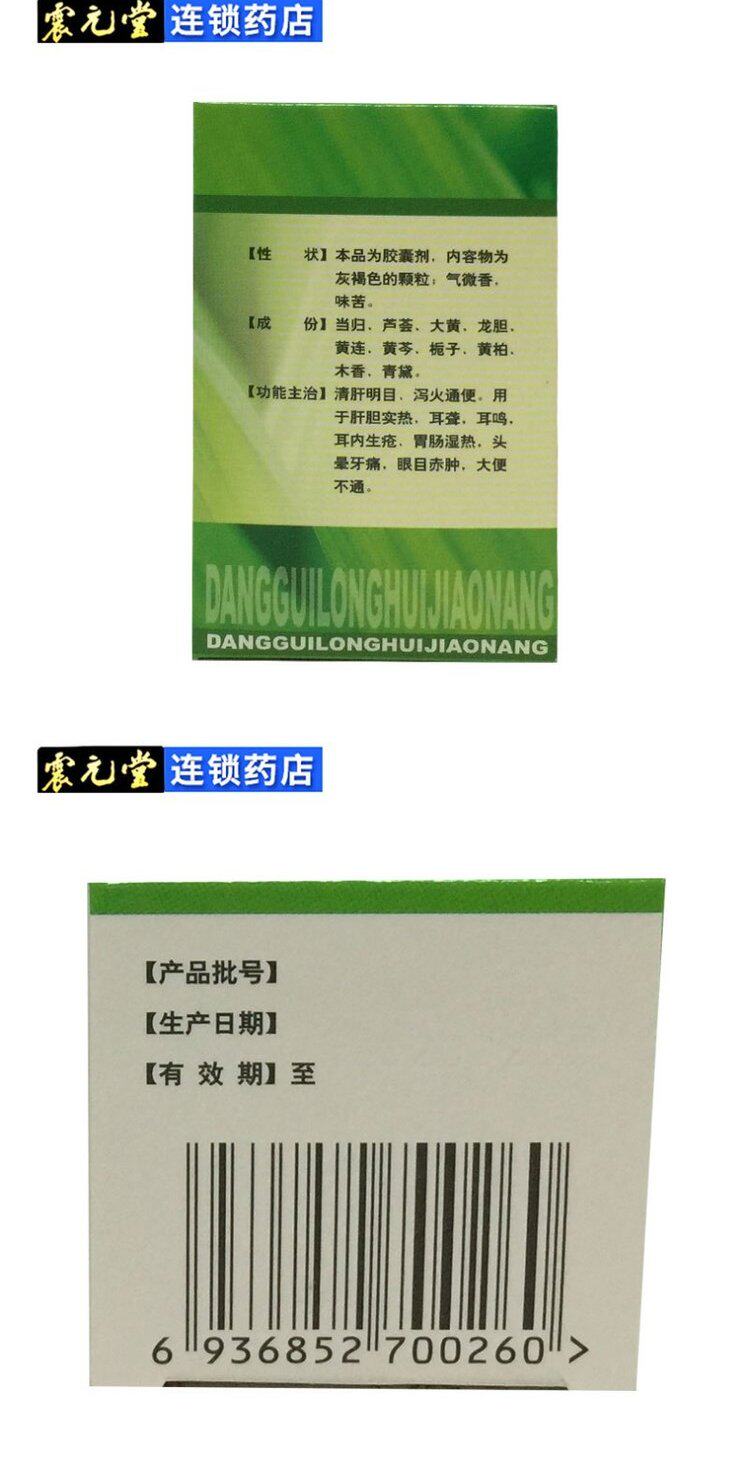 震元堂 连锁药店
【性 状】本品为胶囊剂，内容物为
灰褐色的颗粒；气微香，
味苦。
【成 份】当归、芦荟、大黄、龙胆、
黄连、黄芩、栀子、黄柏、
木香、青黛。
【功能主治】清肝明目，泻火通便。用
于肝胆实热，耳聋，耳鸣，
耳内生疮，胃肠湿热，头
晕牙痛，眼目赤肿，大便
不通。
DANGGUILONGHUIJIAONANG
DANGGUILONGHUIJIAONANG
震元堂 连锁药店
【产品批号】
【生产日期】
【有 效 期】至
6 936852 700260 >